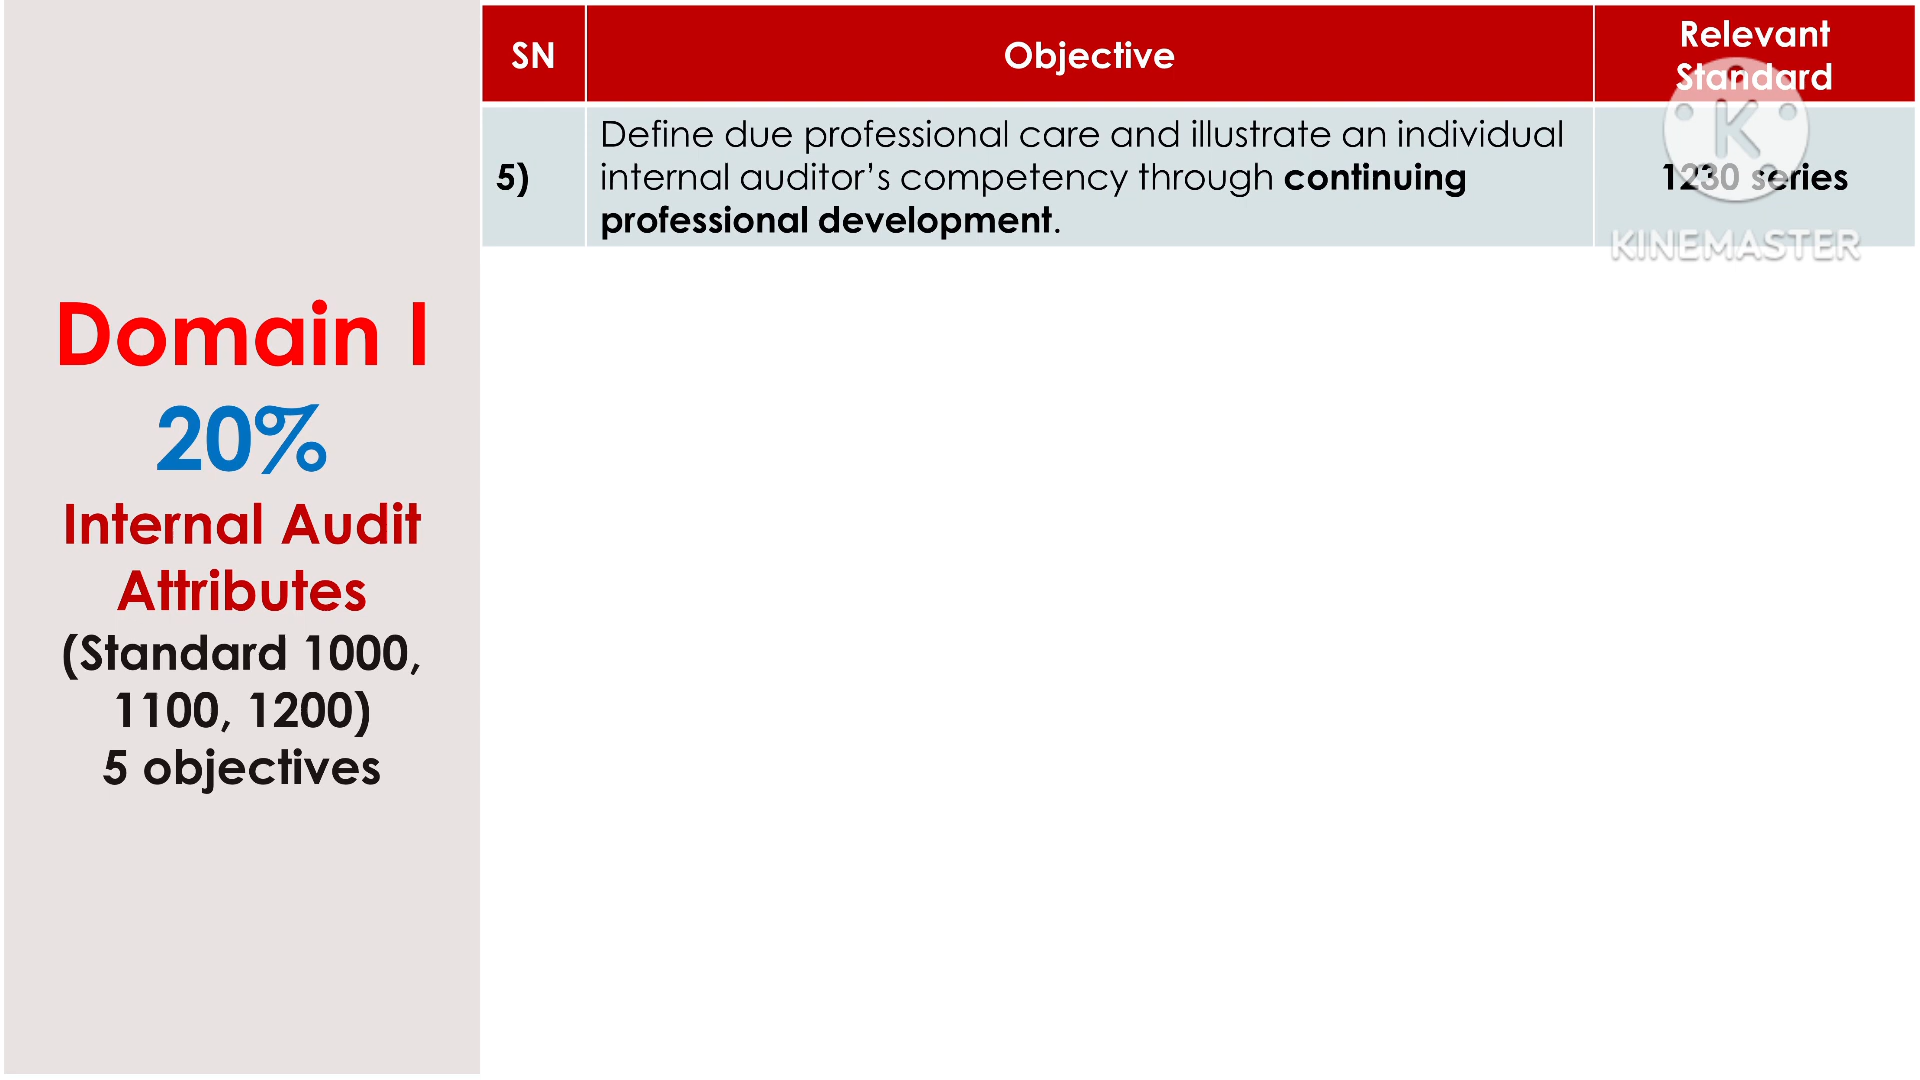 Domain I
20%
Internal Audit
Attributes
(Standard 1000,
1100, 1200)
5 objectives
SN
Objective
Relevant
Standard
5)
Define due professional care and illustrate an individual
internal auditor’s competency through continuing
professional development.
1230 series
K
KINEMASTER